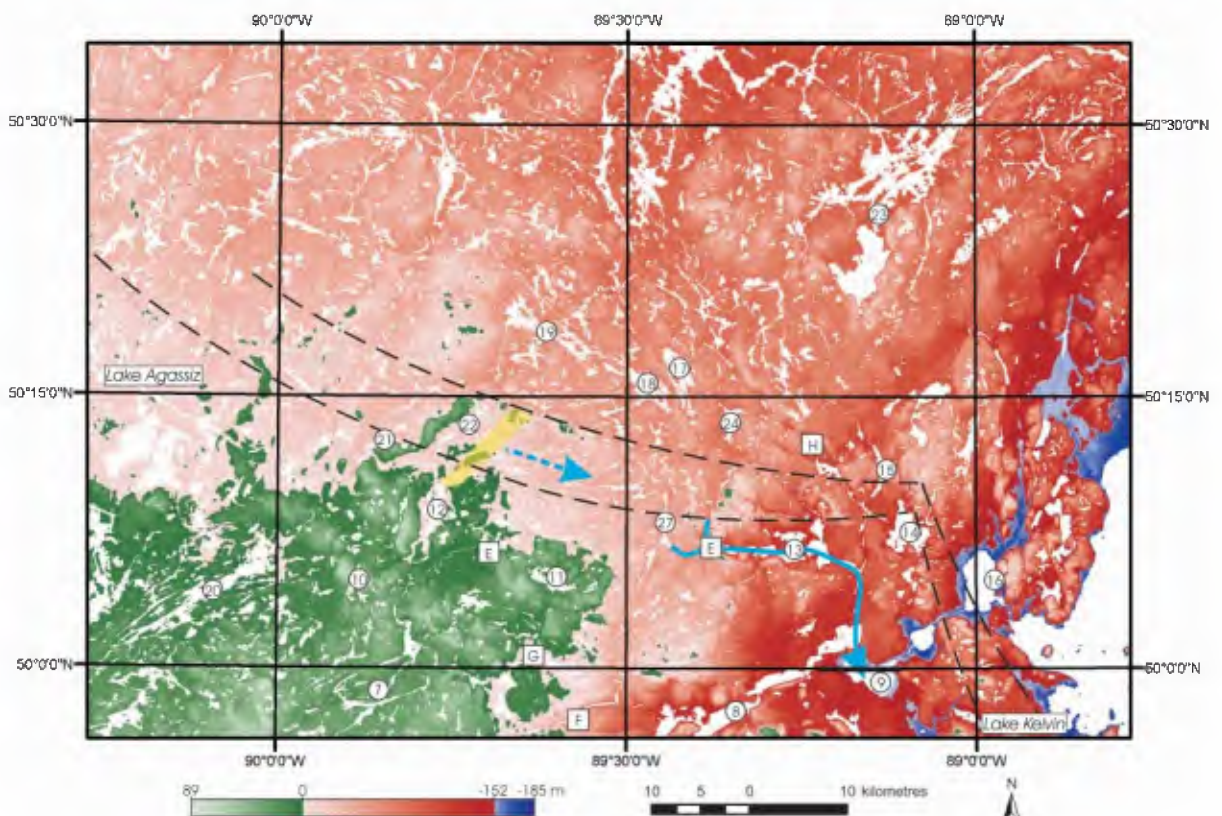 90°0'0"W 89°30'0"W 89°0'0"W
50°30'0"N 50°30'0"N
23
19
17
18
Lake Agassiz
50°15'0"N 50°15'0"N
22 24
21 H
15
12 27
14
E E 13
10 11 16
20
G
50°0'0"N 50°0'0"N
7 9
8
F
Lake Kelvin
90°0'0"W 89°30'0"W 89°0'0"W
89 0 -152 -185 m 10 5 0 10 kilometres N